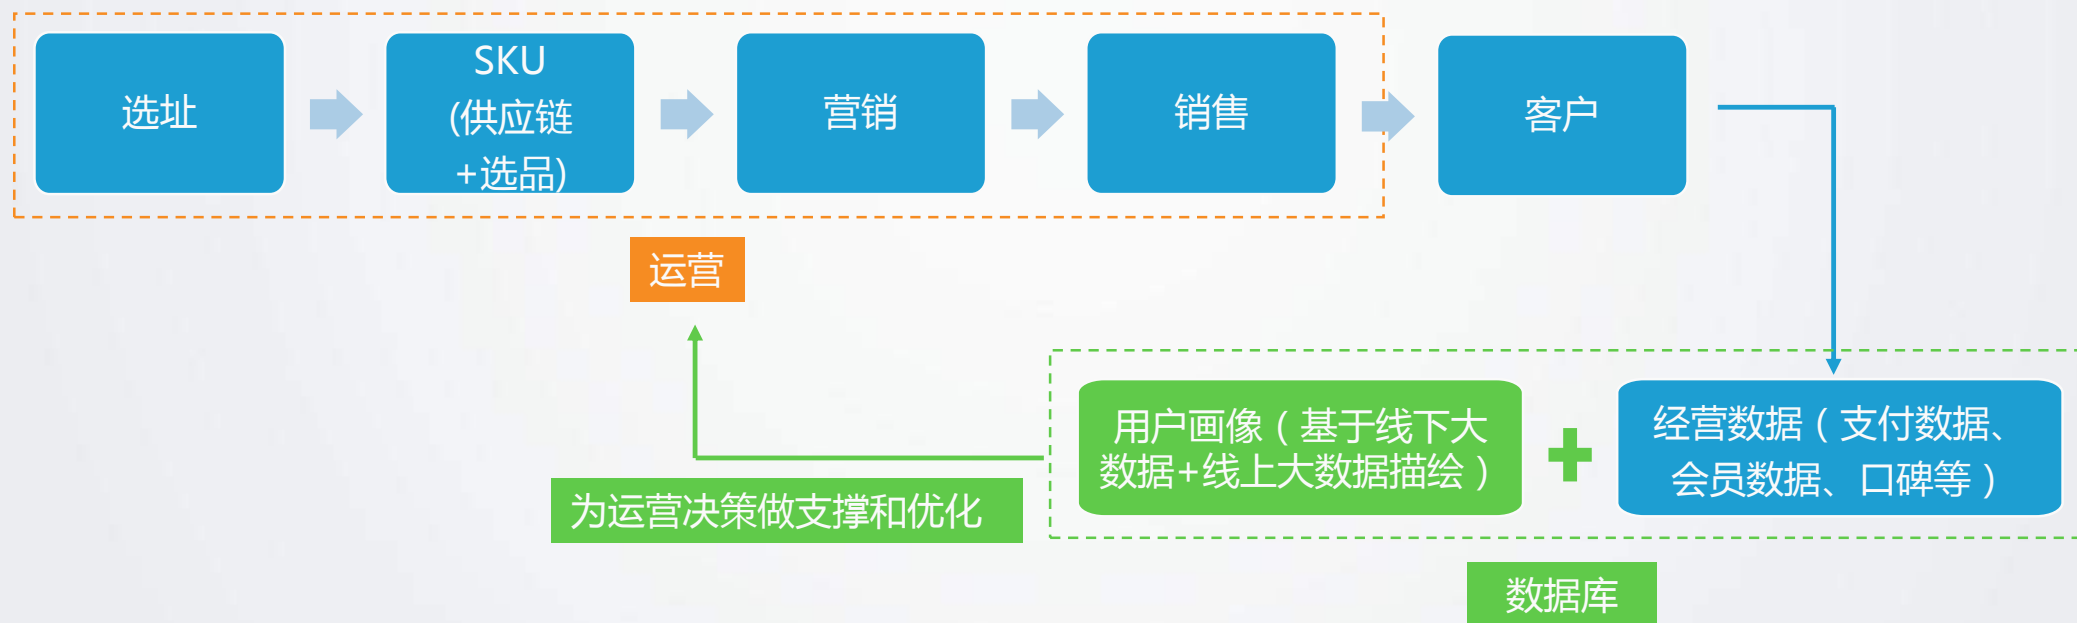 选址
SKU
(供应链
+选品)
营销
销售
客户
运营
用户画像（基于线下大
数据+线上大数据描绘）
经营数据（支付数据、
会员数据、口碑等）
为运营决策做支撑和优化
数据库